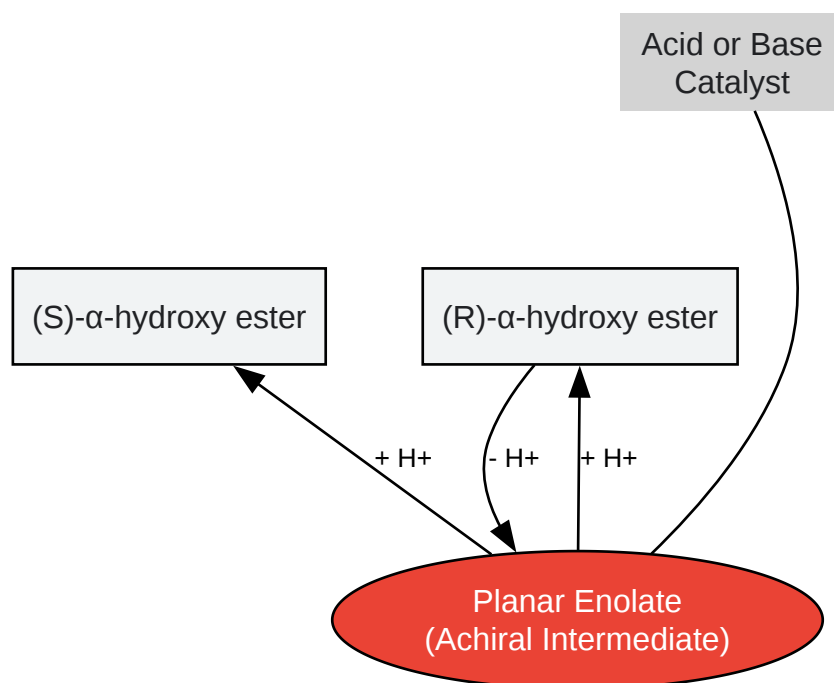 Acid or Base
Catalyst
(S)-α-hydroxy ester
(R)-α-hydroxy ester
+ H+
- H+
+ H+
Planar Enolate
(Achiral Intermediate)